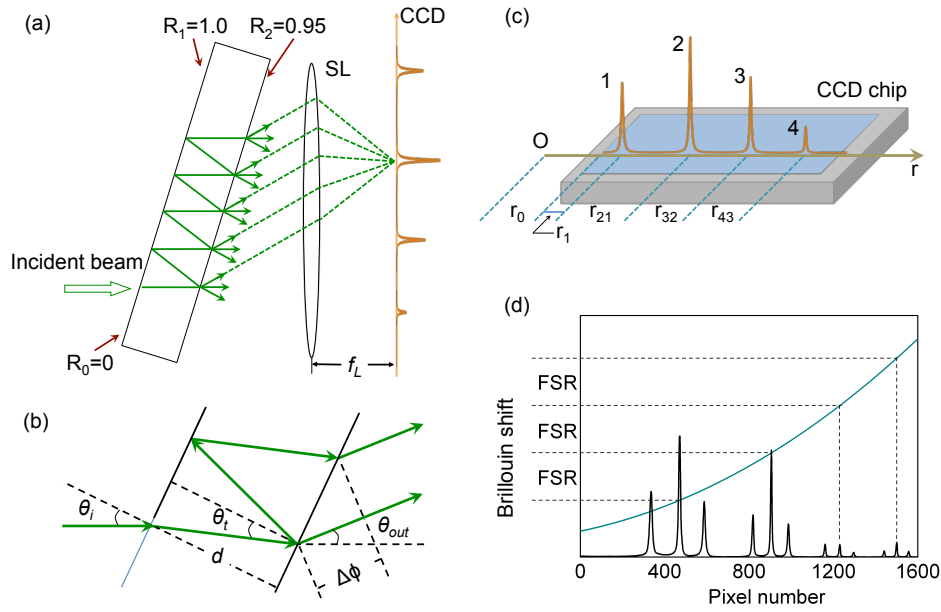 (a)
R1=1.0
R2=0.95
SL
CCD
Incident beam
R0=0
fL
(b)
θi
θt
d
θout
Δϕ
(c)
1
2
3
4
CCD chip
O
r
r0
r1
r21
r32
r43
(d)
Brillouin shift
FSR
FSR
FSR
0
400
800
1200
1600
Pixel number